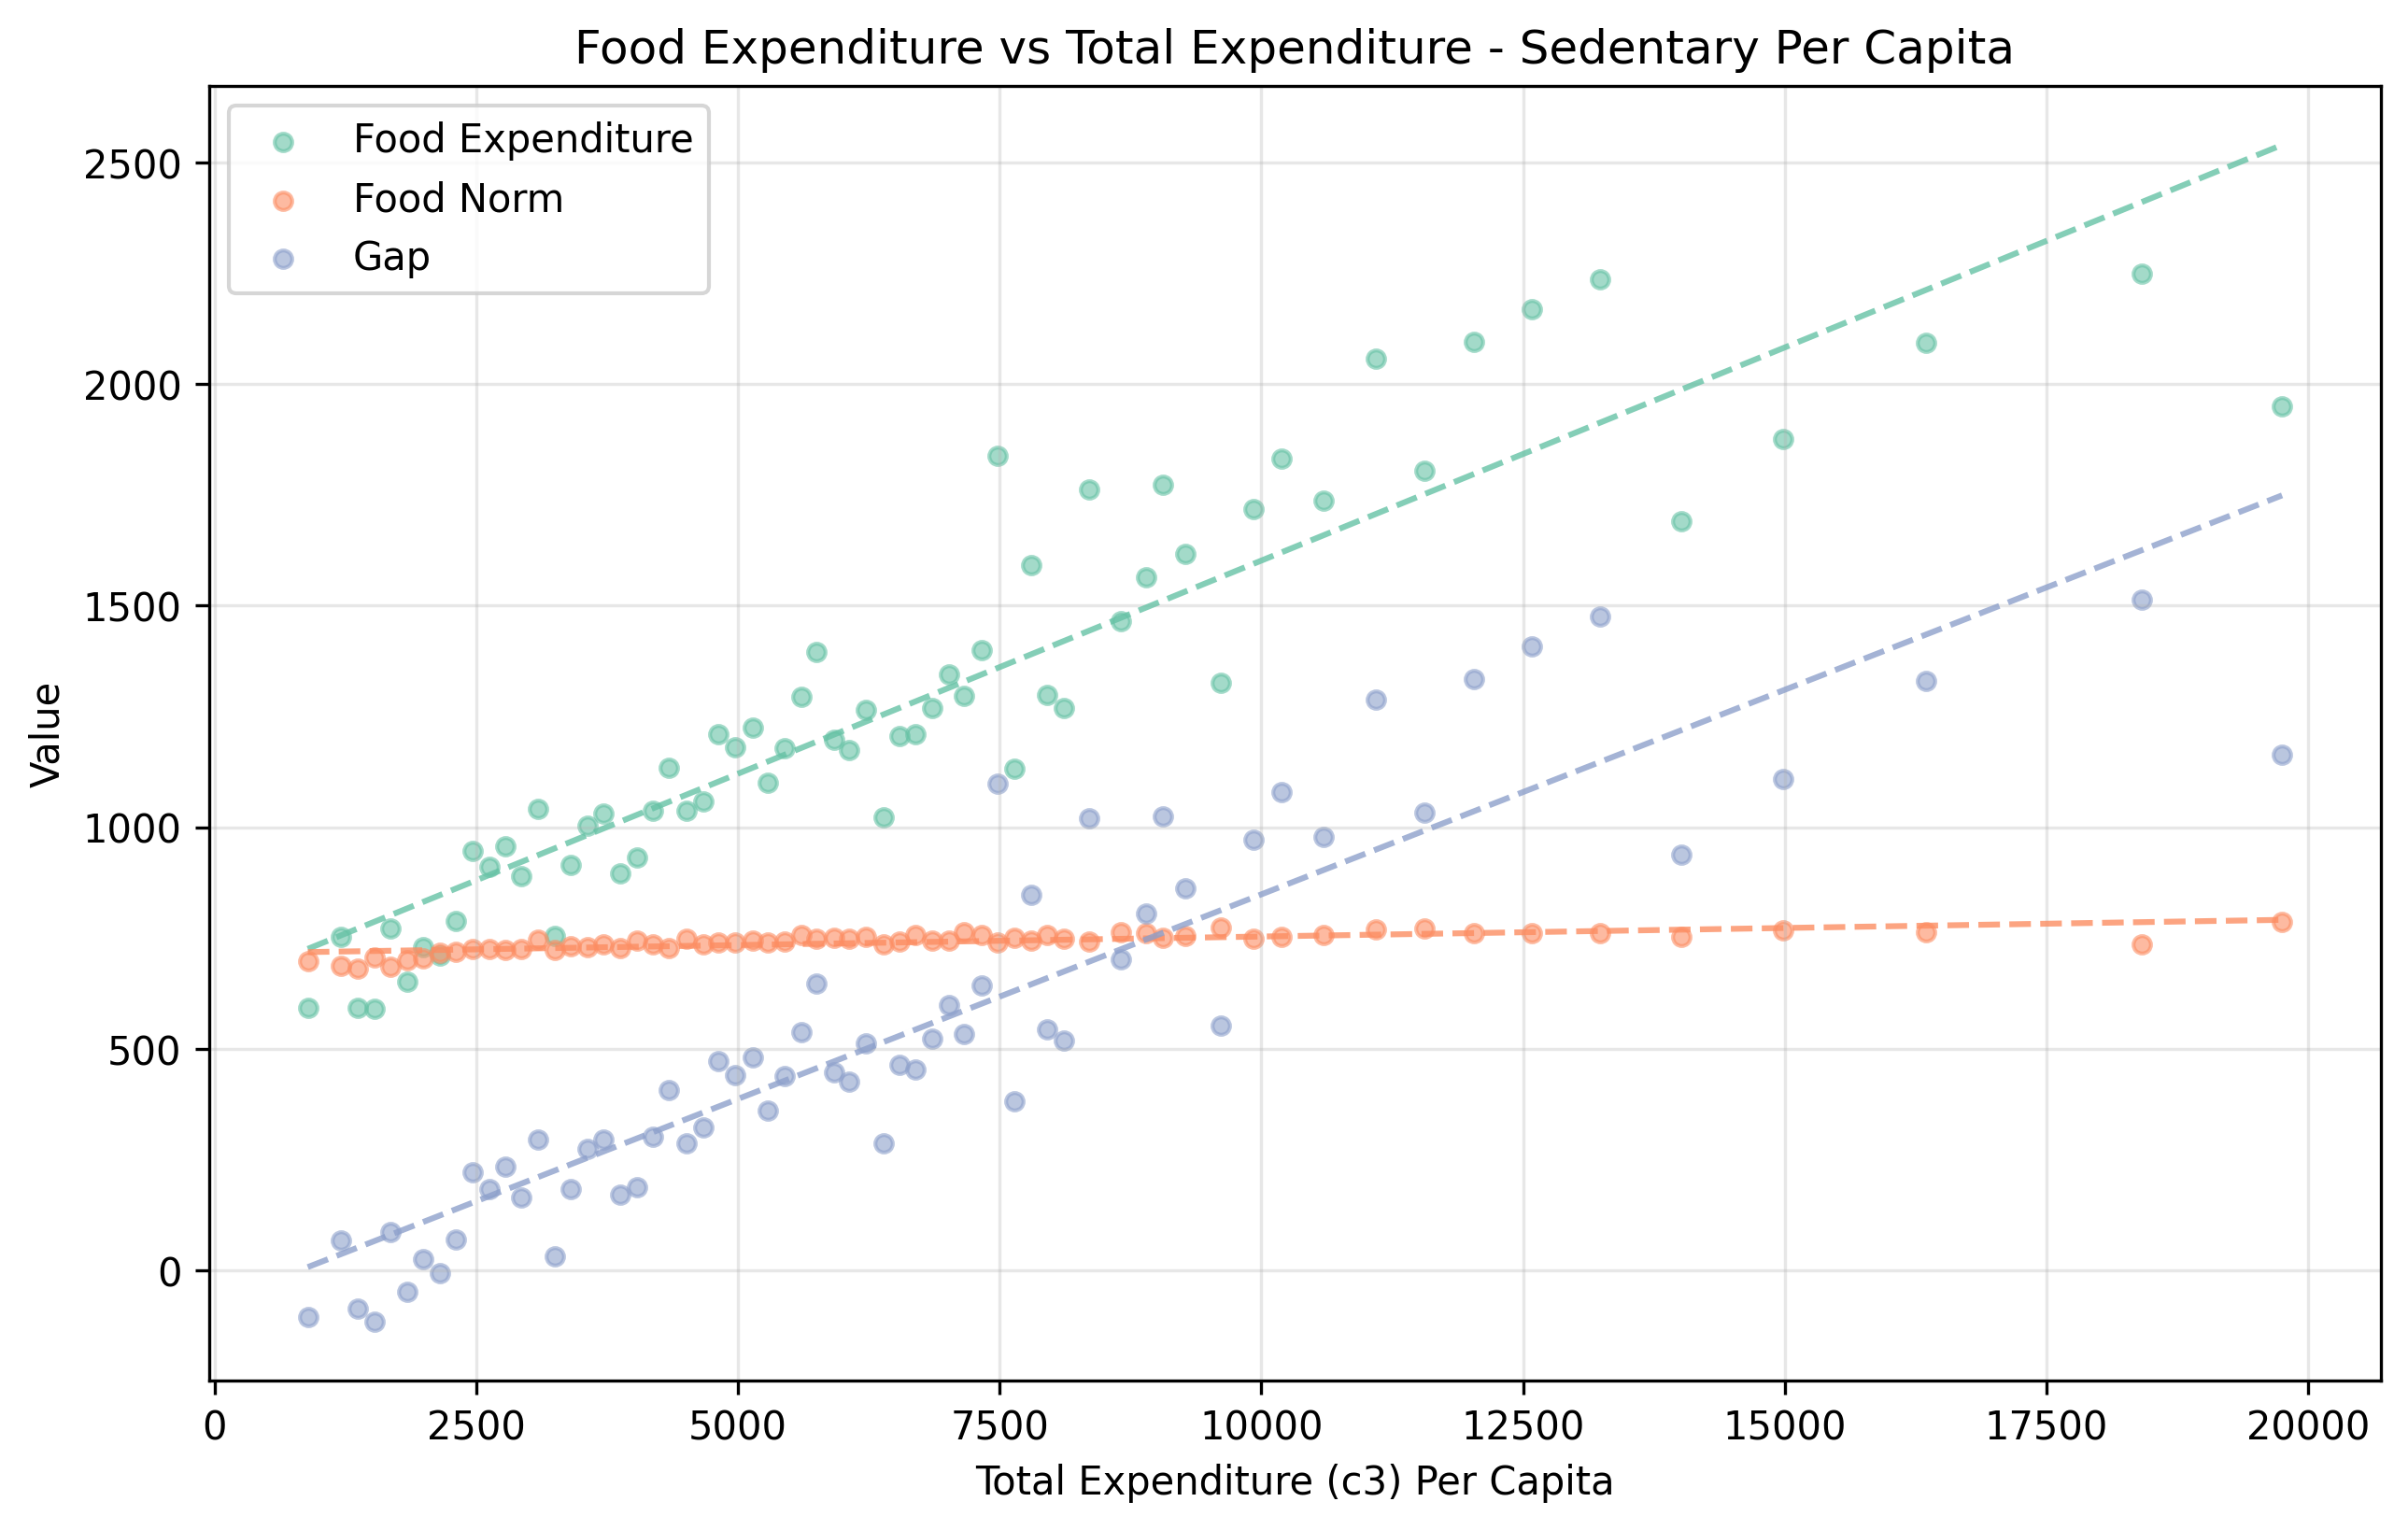 Food Expenditure vs Total Expenditure - Sedentary Per Capita
Food Expenditure
Food Norm
Gap
2500
2000
1500
1000
500
0
Value
0 2500 5000 7500 10000 12500 15000 17500 20000
Total Expenditure (c3) Per Capita